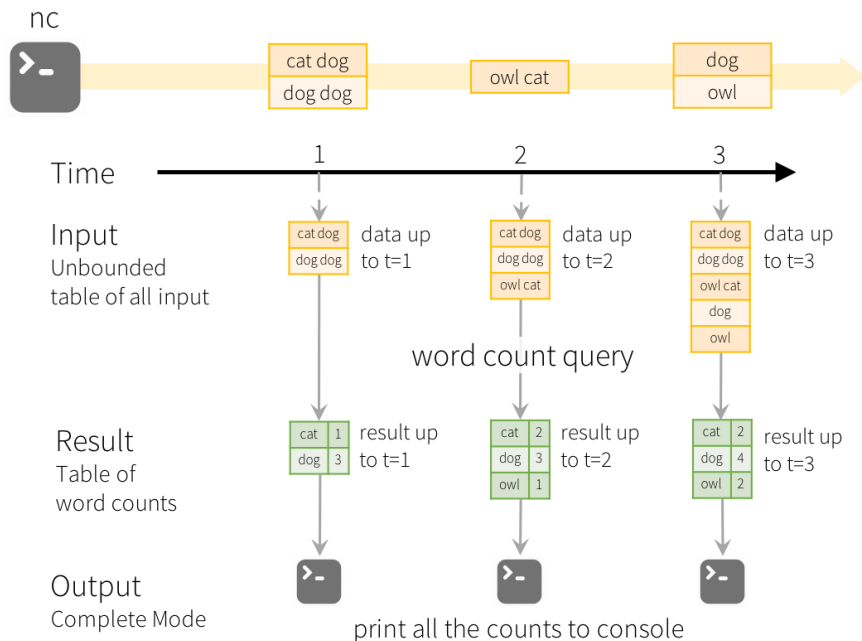 nc
>_
cat dog
dog dog
owl cat
dog
owl
Time
1
2
3
Input
Unbounded
table of all input
cat dog
dog dog
data up
to t=1
cat dog
dog dog
owl cat
data up
to t=2
cat dog
dog dog
owl cat
dog
owl
data up
to t=3
word count query
Result
Table of
word counts
cat 1
dog 3
result up
to t=1
cat 2
dog 3
owl 1
result up
to t=2
cat 2
dog 4
owl 2
result up
to t=3
Output
Complete Mode
>_
>_
>_
print all the counts to console